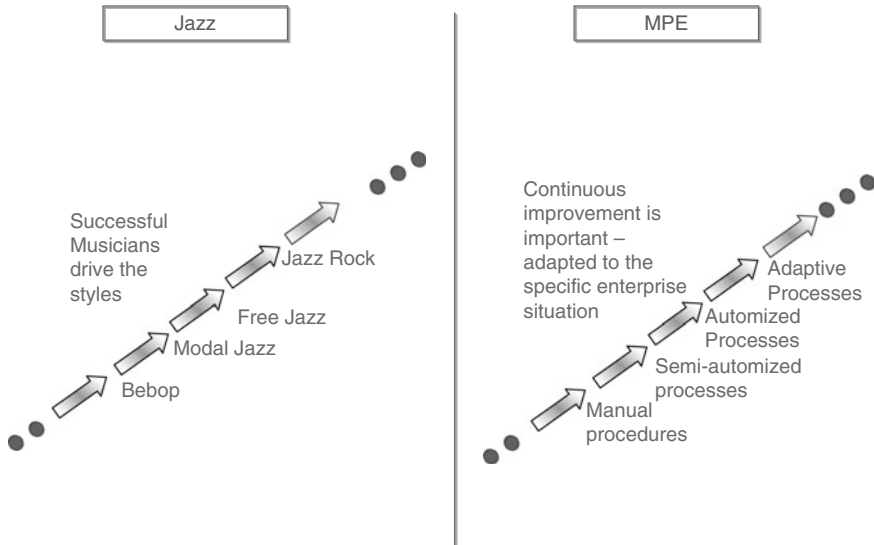 Jazz
Successful
Musicians
drive the
styles
Jazz Rock
Free Jazz
Modal Jazz
Bebop
MPE
Continuous
improvement is
important –
adapted to the
specific enterprise
situation
Adaptive
Processes
Automized
Processes
Semi-automized
processes
Manual
procedures